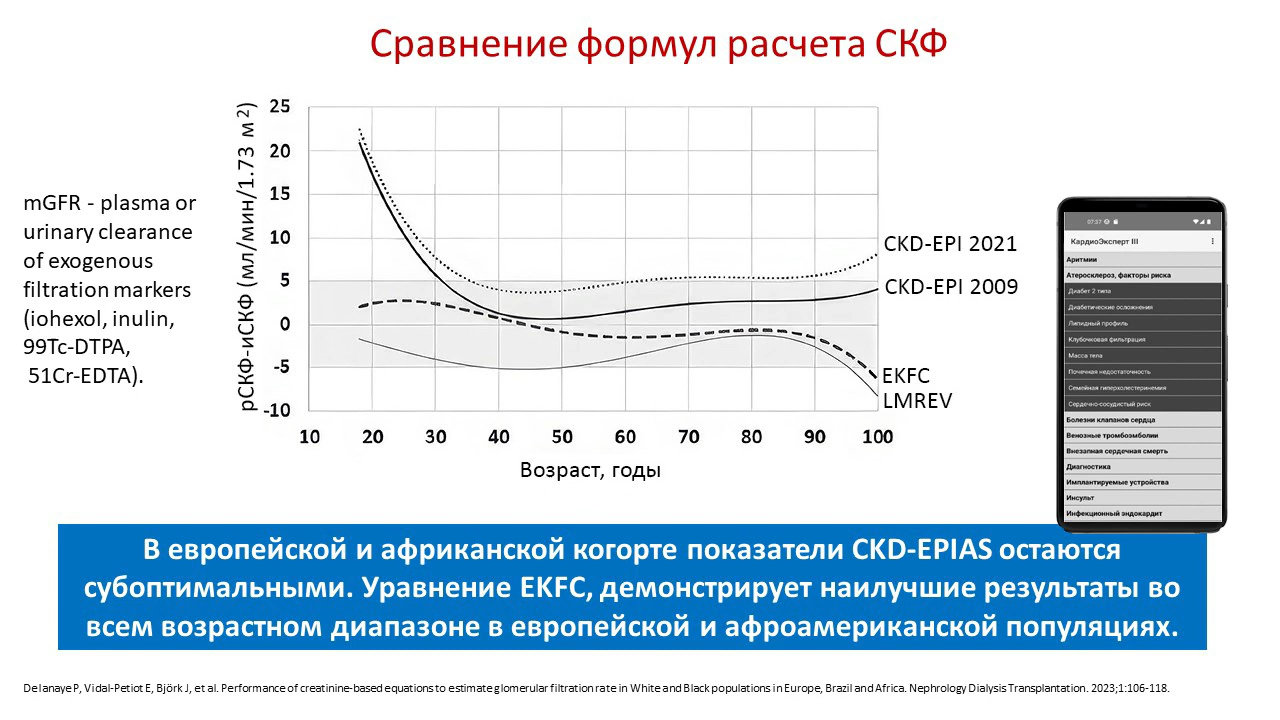 Сравнение формул расчета СКФ
рСКФ-иСКФ (мл/мин/1.73 м²)
25
20
15
10
5
0
-5
-10
10 20 30 40 50 60 70 80 90 100
Возраст, годы
CKD-EPI 2021
CKD-EPI 2009
EKFC
LMREV
mGFR - plasma or
urinary clearance
of exogenous
filtration markers
(iohexol, inulin,
99Tc-DTPA,
51Cr-EDTA).
07:37
КардиоЭксперт III
Аритмии
Атеросклероз, факторы риска
Диабет 2 типа
Диабетические осложнения
Липидный профиль
Клубочковая фильтрация
Масса тела
Почечная недостаточность
Семейная гиперхолестеринемия
Сердечно-сосудистый риск
Болезни клапанов сердца
Венозные тромбоэмболии
Внезапная сердечная смерть
Диагностика
Имплантируемые устройства
Инсульт
Инфекционный эндокардит
В европейской и африканской когорте показатели CKD-EPIAS остаются
субоптимальными. Уравнение EKFC, демонстрирует наилучшие результаты во
всем возрастном диапазоне в европейской и афроамериканской популяциях.
Delanaye P, Vidal-Petiot E, Björk J, et al. Performance of creatinine-based equations to estimate glomerular filtration rate in White and Black populations in Europe, Brazil and Africa. Nephrology Dialysis Transplantation. 2023;1:106-118.